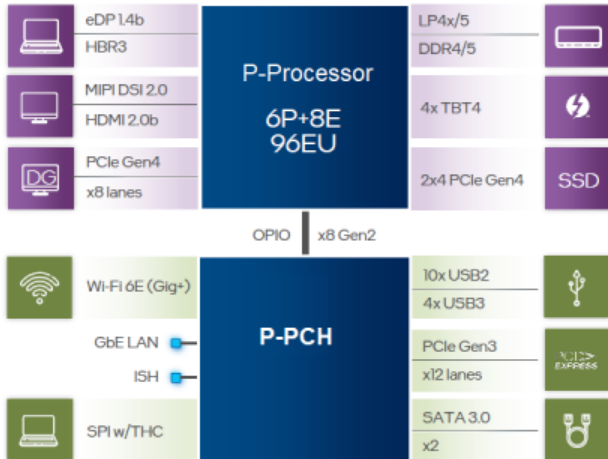 eDP 1.4b
HBR3
MIPI DSI 2.0
HDMI 2.0b
DG
PCIe Gen4
x8 lanes
P-Processor
6P+8E
96EU
LP4x/5
DDR4/5
4x TBT4
2x4 PCIe Gen4
SSD
OPIO
x8 Gen2
Wi-Fi 6E (Gig+)
GbE LAN
ISH
SPI w/THC
P-PCH
10x USB2
4x USB3
PCIe Gen3
x12 lanes
PCI
EXPRESS
SATA 3.0
x2